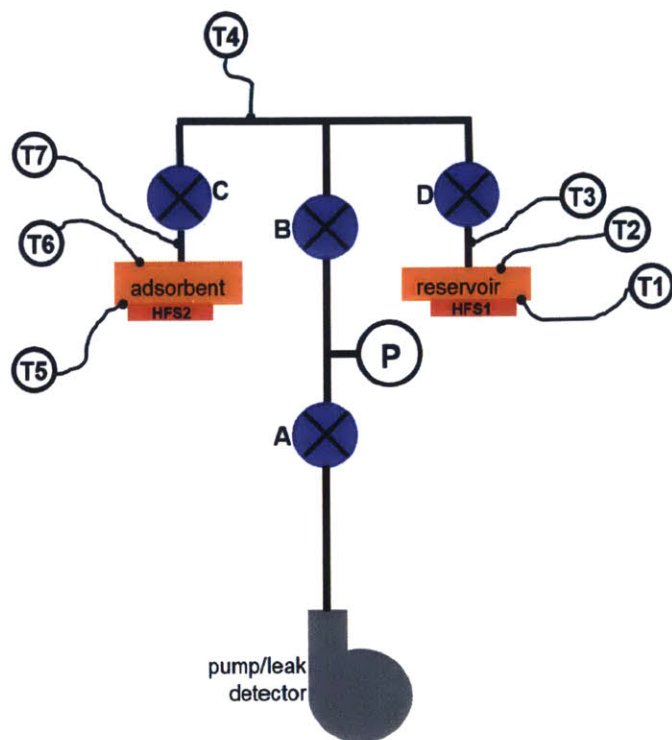 T4
T7
C
D
T3
B
T6
T2
adsorbent
reservoir
T1
HFS2
HFS1
P
T5
A
pump/leak
detector